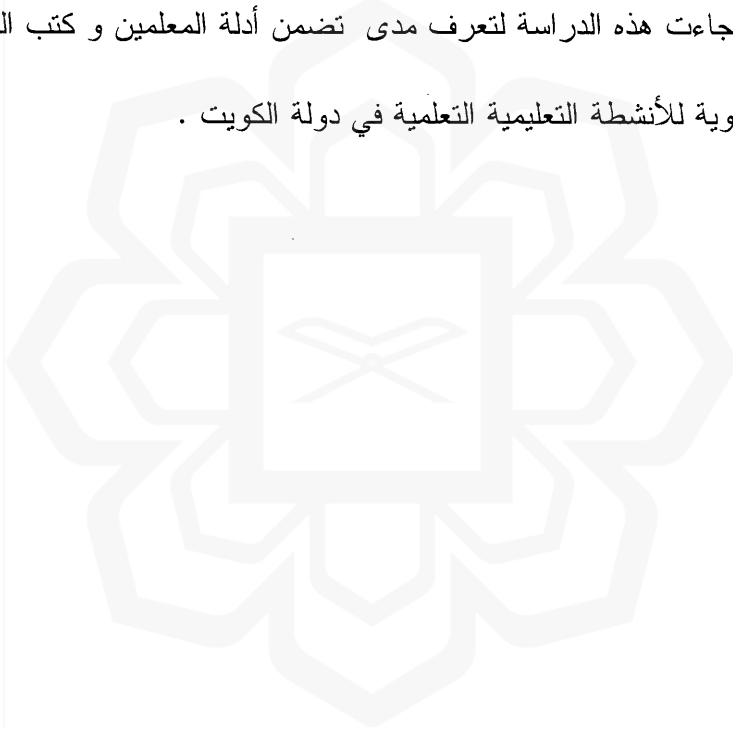 جاءت هذه الدراسة لتعرف مدى تضمن أدلة المعلمين و كتب
للأنشطة التعليمية التعلمية في دولة الكويت .